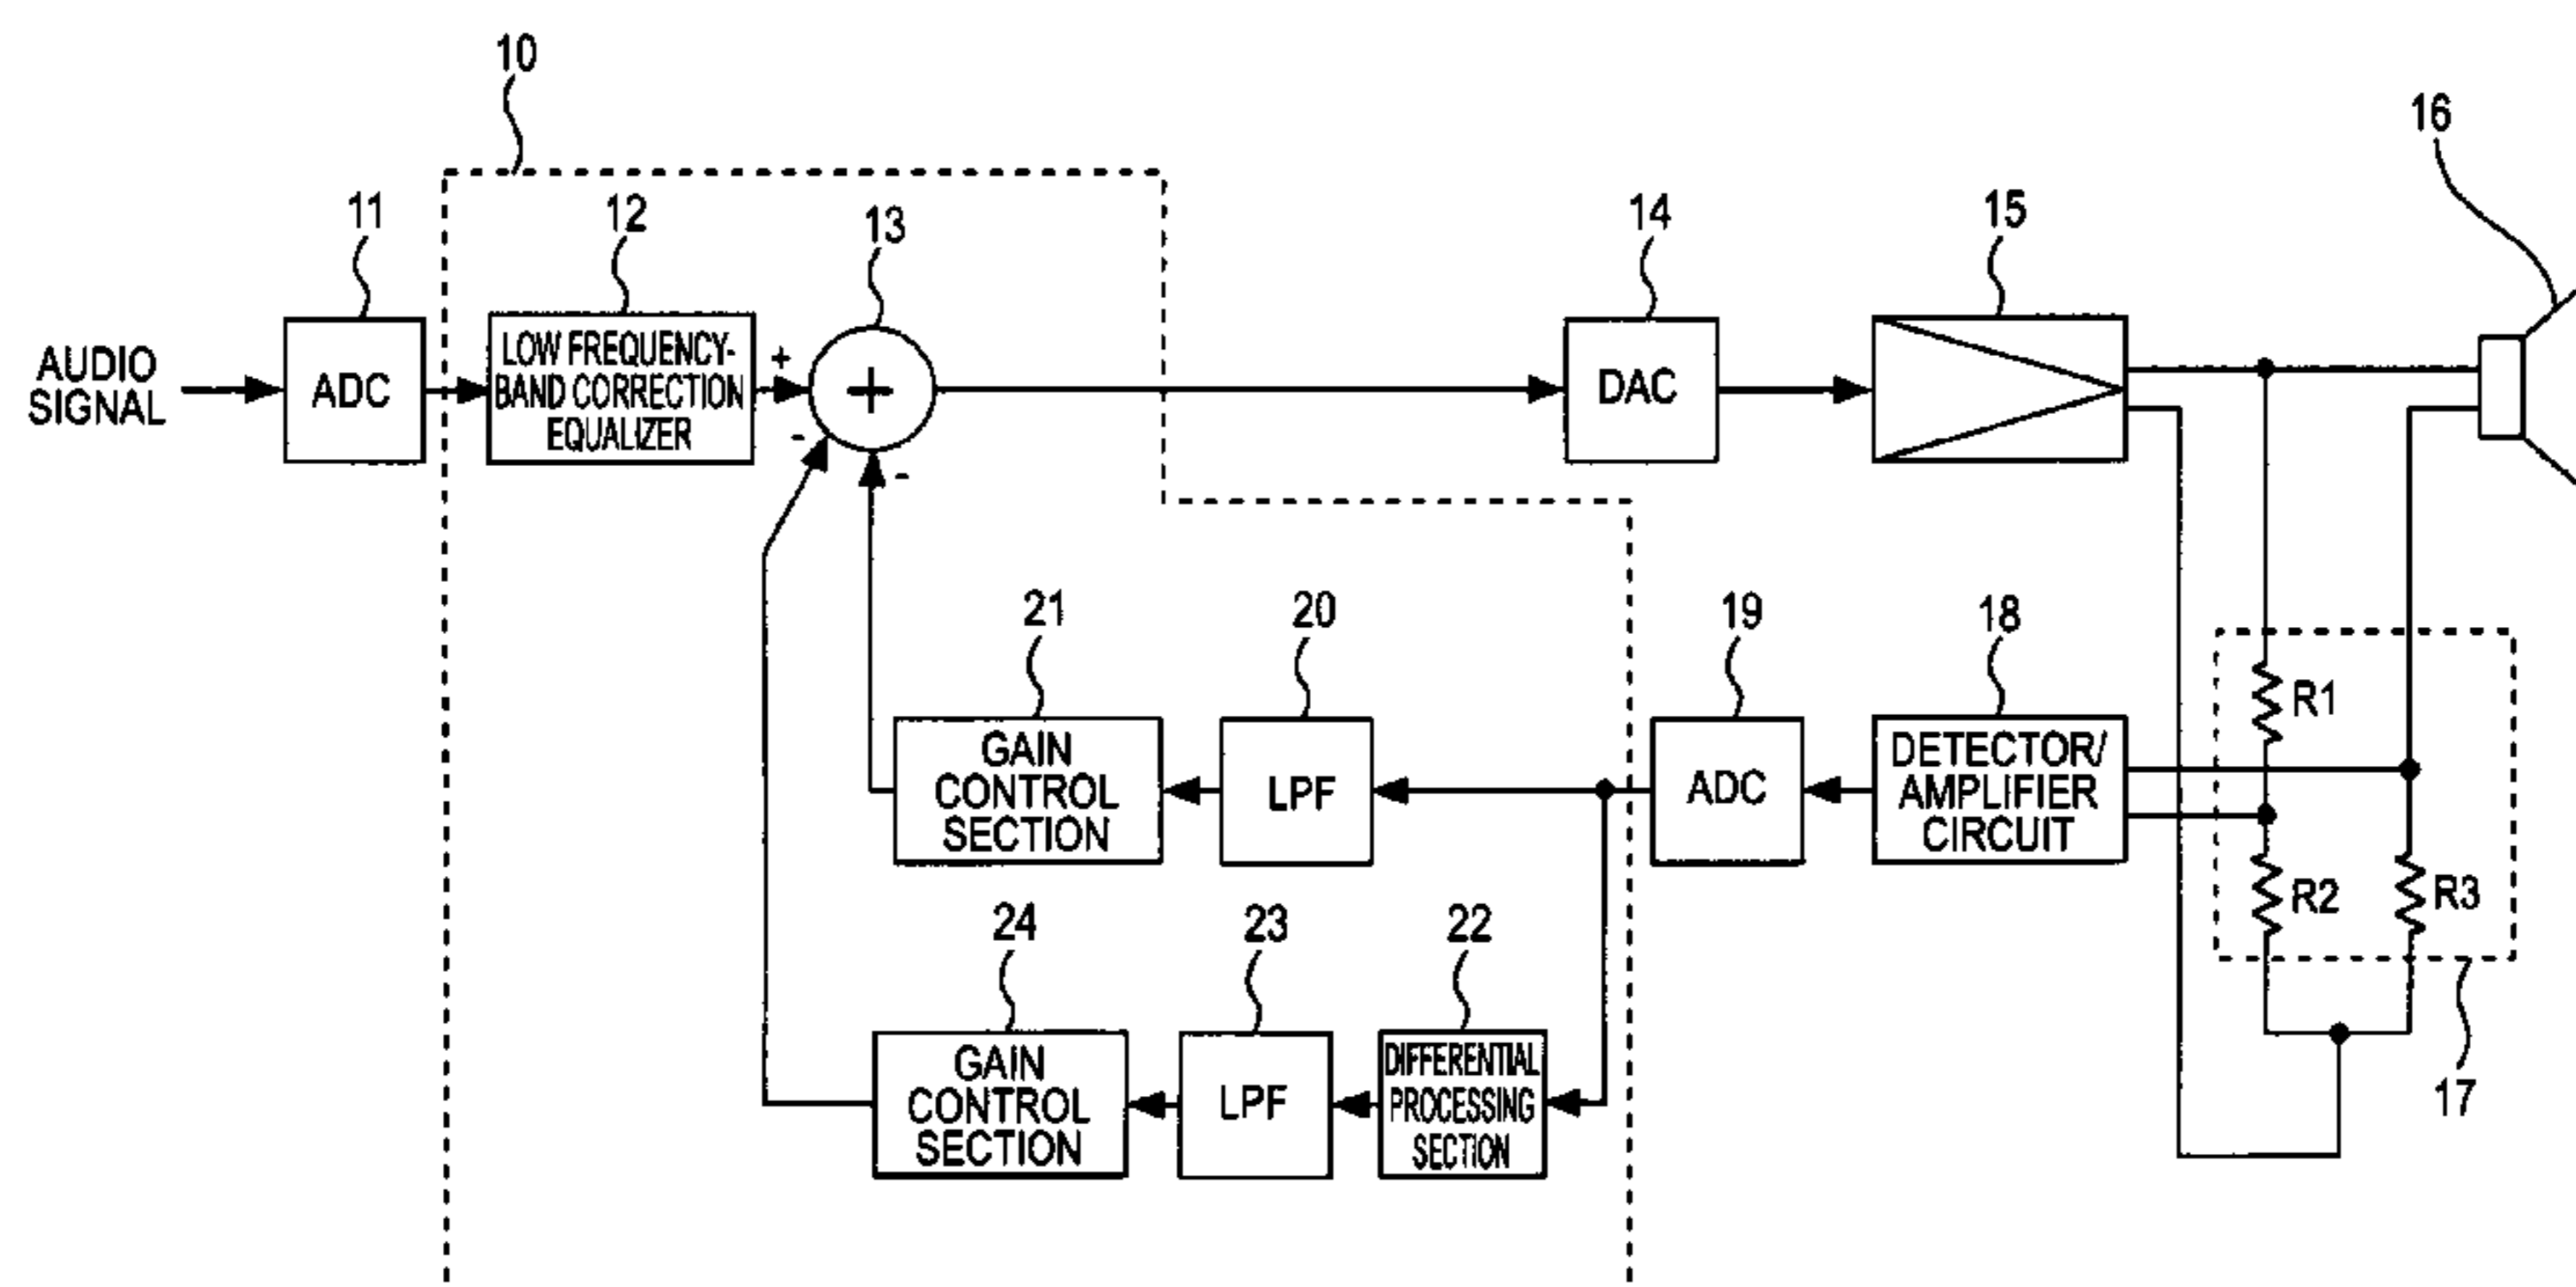 10
16
11
12
13
14
15
AUDIO
SIGNAL
ADC
LOW FREQUENCY-
BAND CORRECTION
EQUALIZER
+
-
+
-
DAC
21
20
19
18
GAIN
CONTROL
SECTION
LPF
ADC
DETECTOR/
AMPLIFIER
CIRCUIT
R1
R2
R3
24
23
22
GAIN
CONTROL
SECTION
LPF
DIFFERENTIAL
PROCESSING
SECTION
17